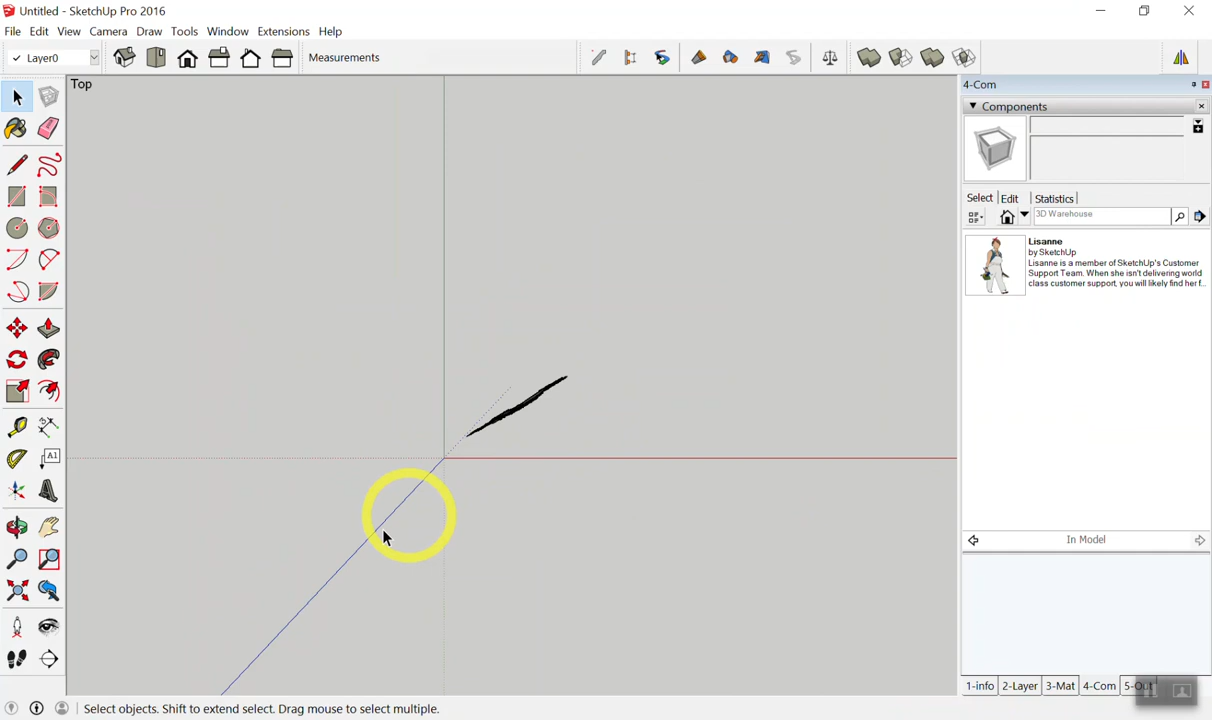 Untitled - SketchUp Pro 2016
File Edit View Camera Draw Tools Window Extensions Help
Layer0
Measurements
Top
4-Com
Components
Select Edit Statistics
3D Warehouse
Lisanne
by SketchUp
Lisanne is a member of SketchUp's Customer
Support Team. When she isn't delivering world
class customer support, you will likely find her f...
A1
In Model
1-info 2-Layer 3-Mat 4-Com
Select objects. Shift to extend select. Drag mouse to select multiple.